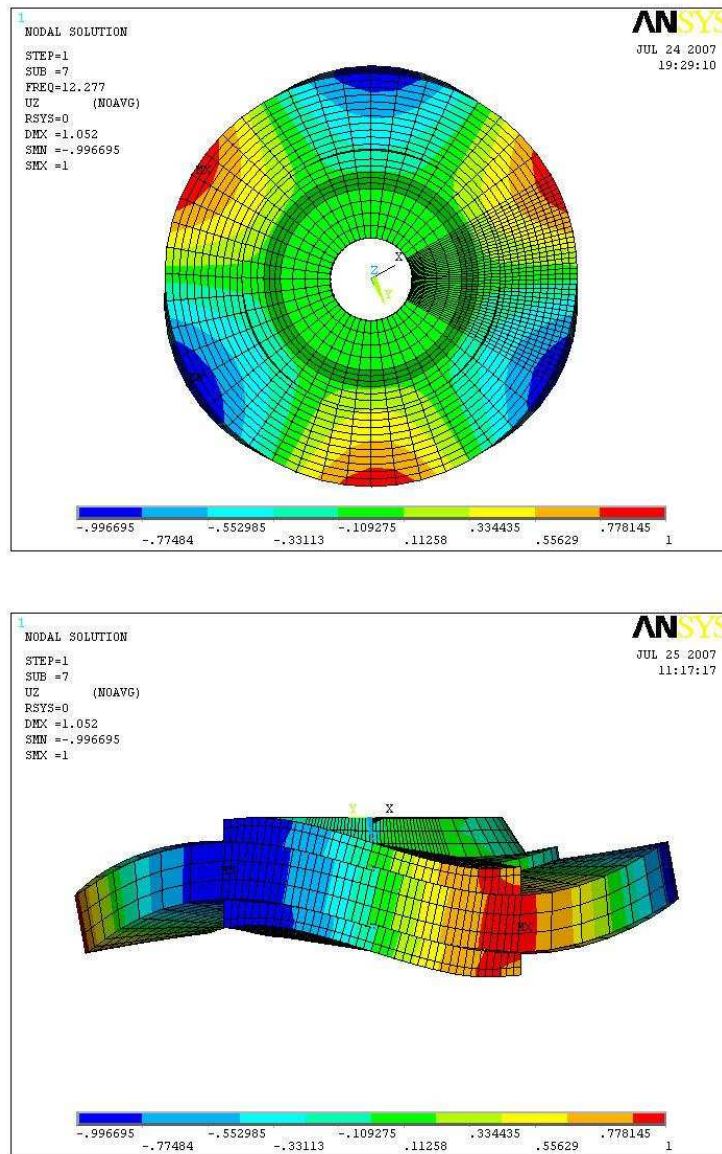 1
NODAL SOLUTION
STEP=1
SUB =7
FREQ=12.277
UZ (NOAVG)
RSYS=0
DMX =1.052
SMN =-.996695
SMX =1
ANSYS
JUL 24 2007
19:29:10
MX
X
Z
Y
-.996695 -.552985 -.109275 .334435 .778145
-.77484 -.33113 .11258 .55629 1
1
NODAL SOLUTION
STEP=1
SUB =7
UZ (NOAVG)
RSYS=0
DMX =1.052
SMN =-.996695
SMX =1
ANSYS
JUL 25 2007
11:17:17
Y X
MX
-.996695 -.552985 -.109275 .334435 .778145
-.77484 -.33113 .11258 .55629 1